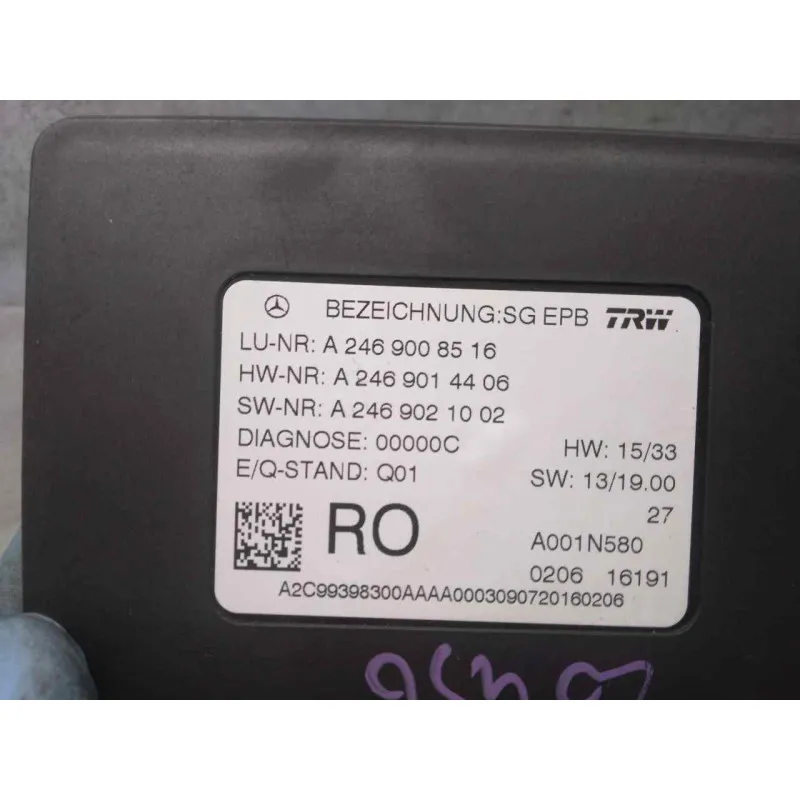 BEZEICHNUNG:SG EPB TRW
LU-NR: A 246 900 85 16
HW-NR: A 246 901 44 06
SW-NR: A 246 902 10 02
DIAGNOSE: 00000C HW: 15/33
E/Q-STAND: Q01 SW: 13/19.00
27
RO A001N580
0206 16191
A2C99398300AAAA0003090720160206